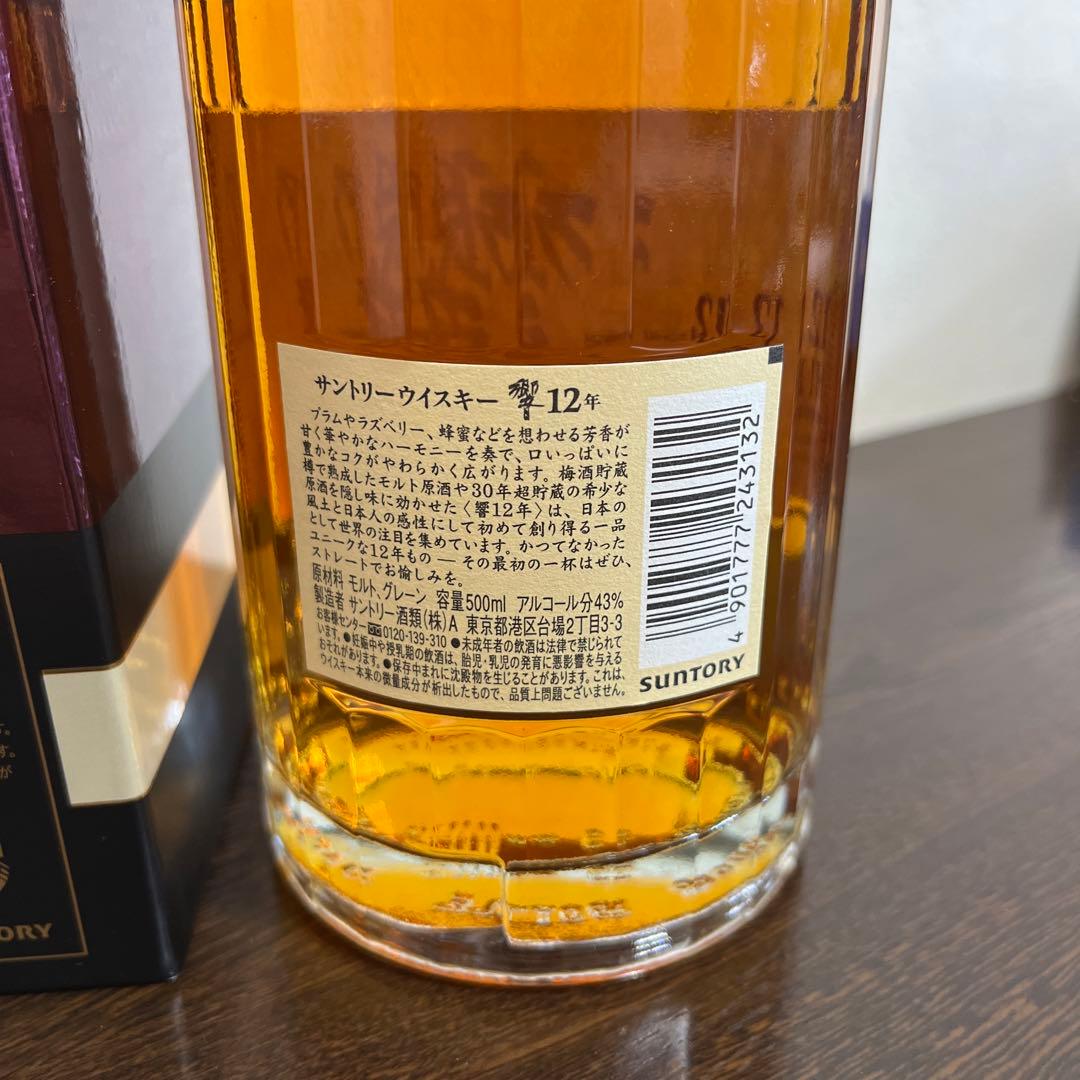 サントリーウイスキー 響 12年
プラムやラズベリー、蜂蜜などを想わせる芳香が
甘く華やかなハーモニーを奏で、口いっぱいに
豊かなコクがやわらかく広がります。梅酒貯蔵
樽で熟成したモルト原酒や30年超貯蔵の希少な
原酒を隠し味に効かせた〈響12年〉は、日本の
風土と日本人の感性にして初めて創り得る一品
として世界の注目を集めています。かつてなかった
ユニークな12年もの — その最初の一杯はぜひ、
ストレートでお愉しみを。
原材料 モルト、グレーン 容量500ml アルコール分43%
製造者 サントリー酒類(株)A 東京都港区台場2丁目3-3
お客様センター 0120-139-310 ●未成年者の飲酒は法律で禁じられて
います。●妊娠中や授乳期の飲酒は、胎児・乳児の発育に悪影響を与える
おそれがあります。●保存中まれに沈殿物を生じることがあります。これは、
ウイスキー本来の微量成分が析出したもので、品質上問題ございません。
4 901777 243132
SUNTORY
す。
す。
が
ORY